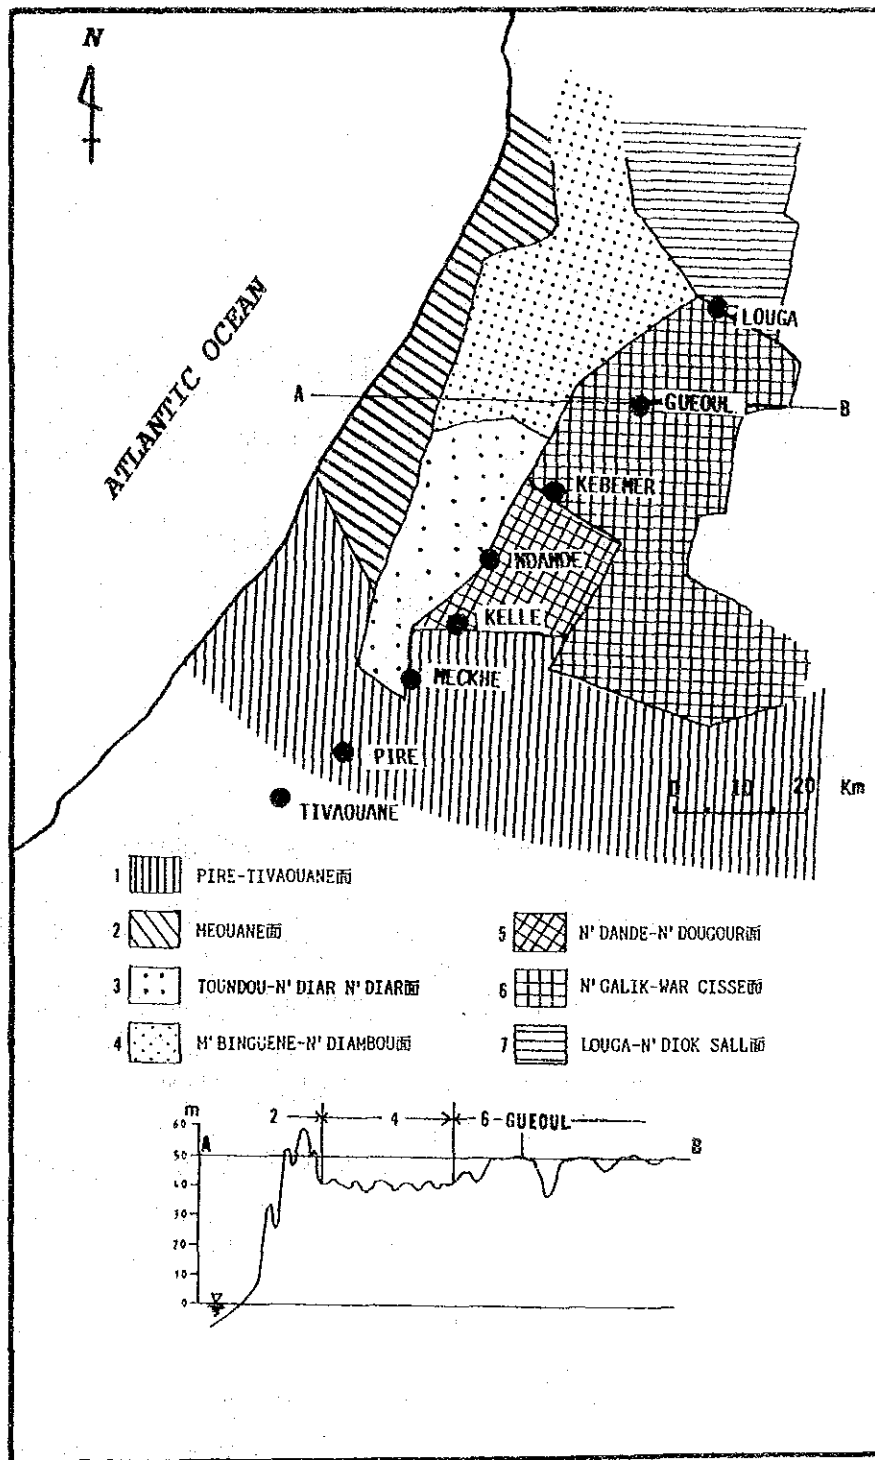 N
ATLANTIC OCEAN
LOUGA
A
GUEOUL
B
KEBEMER
NDANDE
KELLE
MECKHE
PIRE
TIVAOUANE
0 10 20 Km
1 PIRE-TIVAOUANE面
2 MEOUANE面
3 TOUNDOU-N'DIAR N'DIAR面
4 M'BINGUENE-N'DIAMBOU面
5 N'DANDE-N'DOUGOUR面
6 N'GALIK-WAR CISSE面
7 LOUGA-N'DIOK SALL面
m
2 4 6-GUEOUL
60
A
B
50
40
30
20
10
0